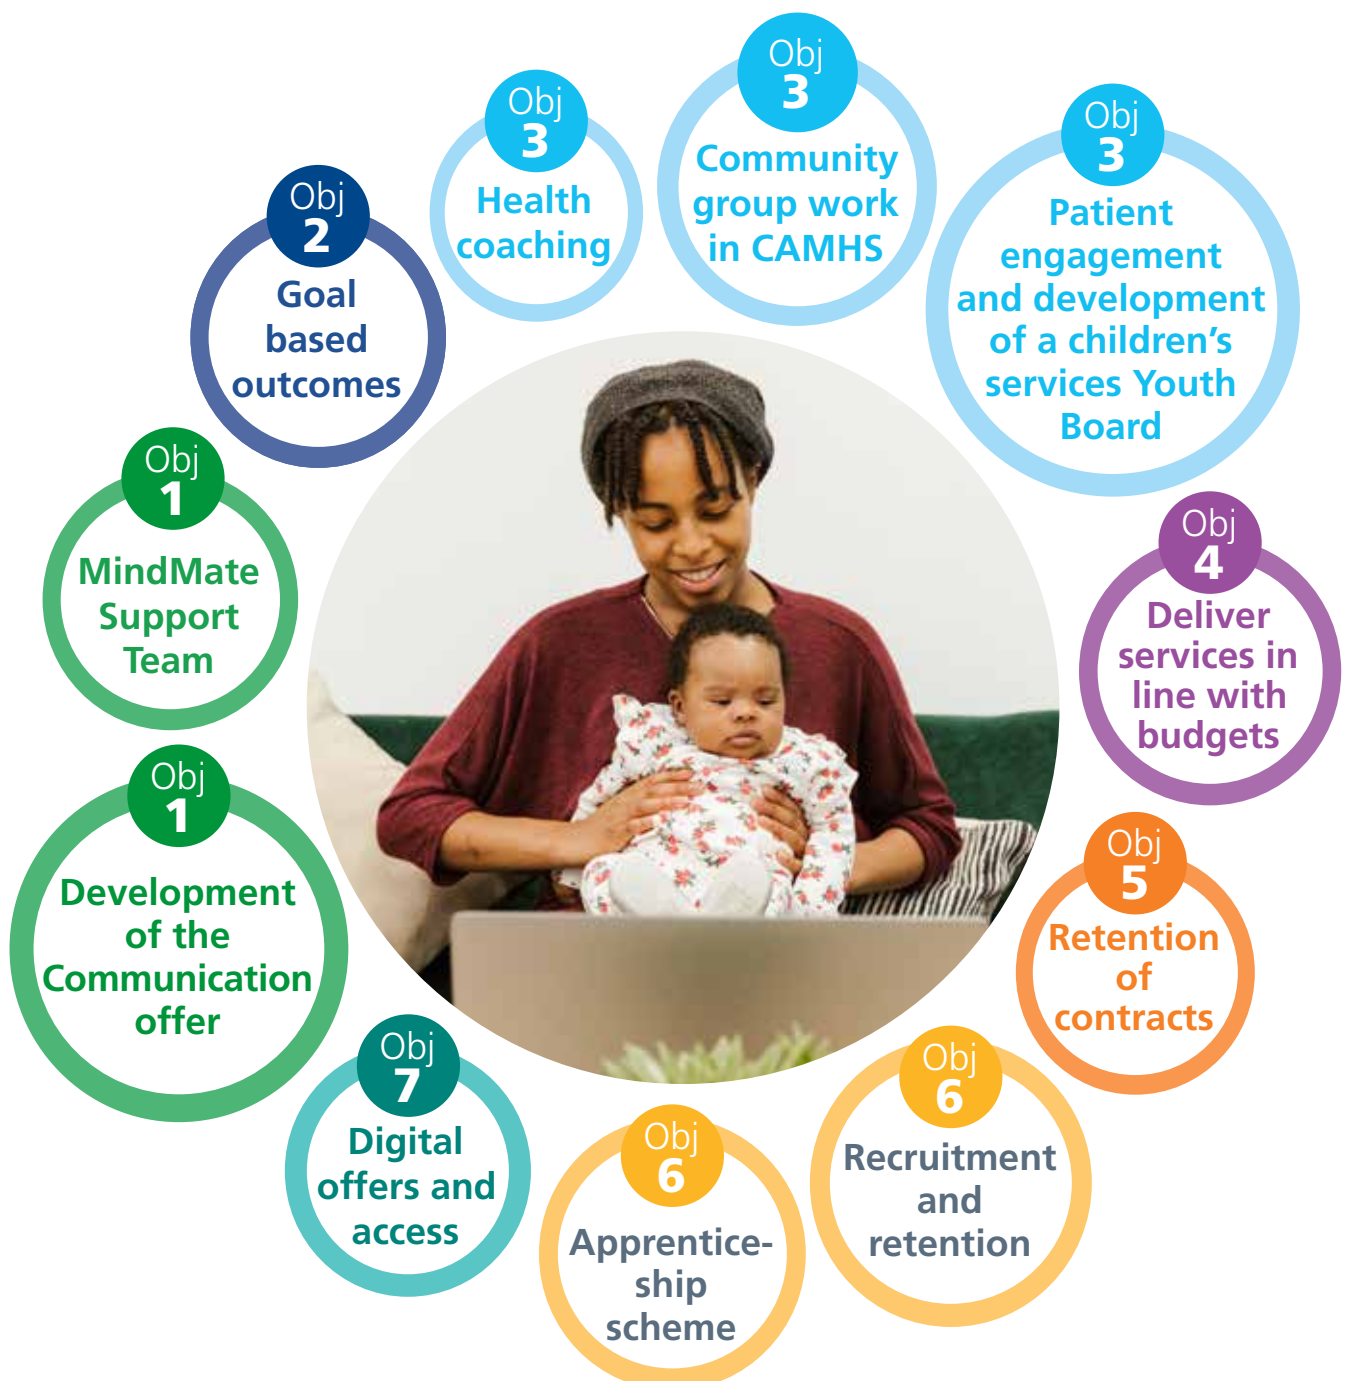 Obj
1
Development
of the
Communication
offer
Obj
1
MindMate
Support
Team
Obj
2
Goal
based
outcomes
Obj
3
Health
coaching
Obj
3
Community
group work
in CAMHS
Obj
3
Patient
engagement
and development
of a children’s
services Youth
Board
Obj
4
Deliver
services in
line with
budgets
Obj
5
Retention
of
contracts
Obj
6
Recruitment
and
retention
Obj
6
Apprentice-
ship
scheme
Obj
7
Digital
offers and
access